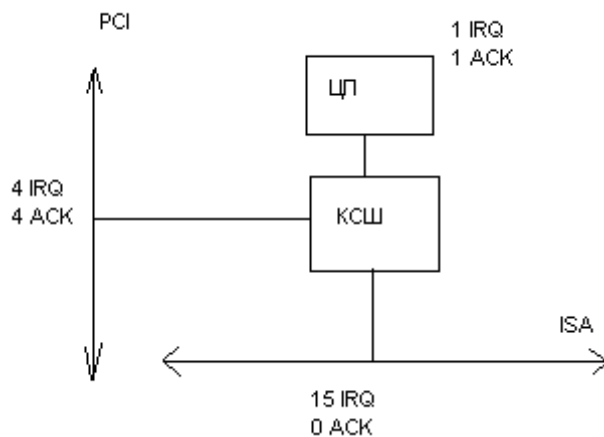 PCI
1 IRQ
1 ACK
ЦП
4 IRQ
4 ACK
КСШ
ISA
15 IRQ
0 ACK